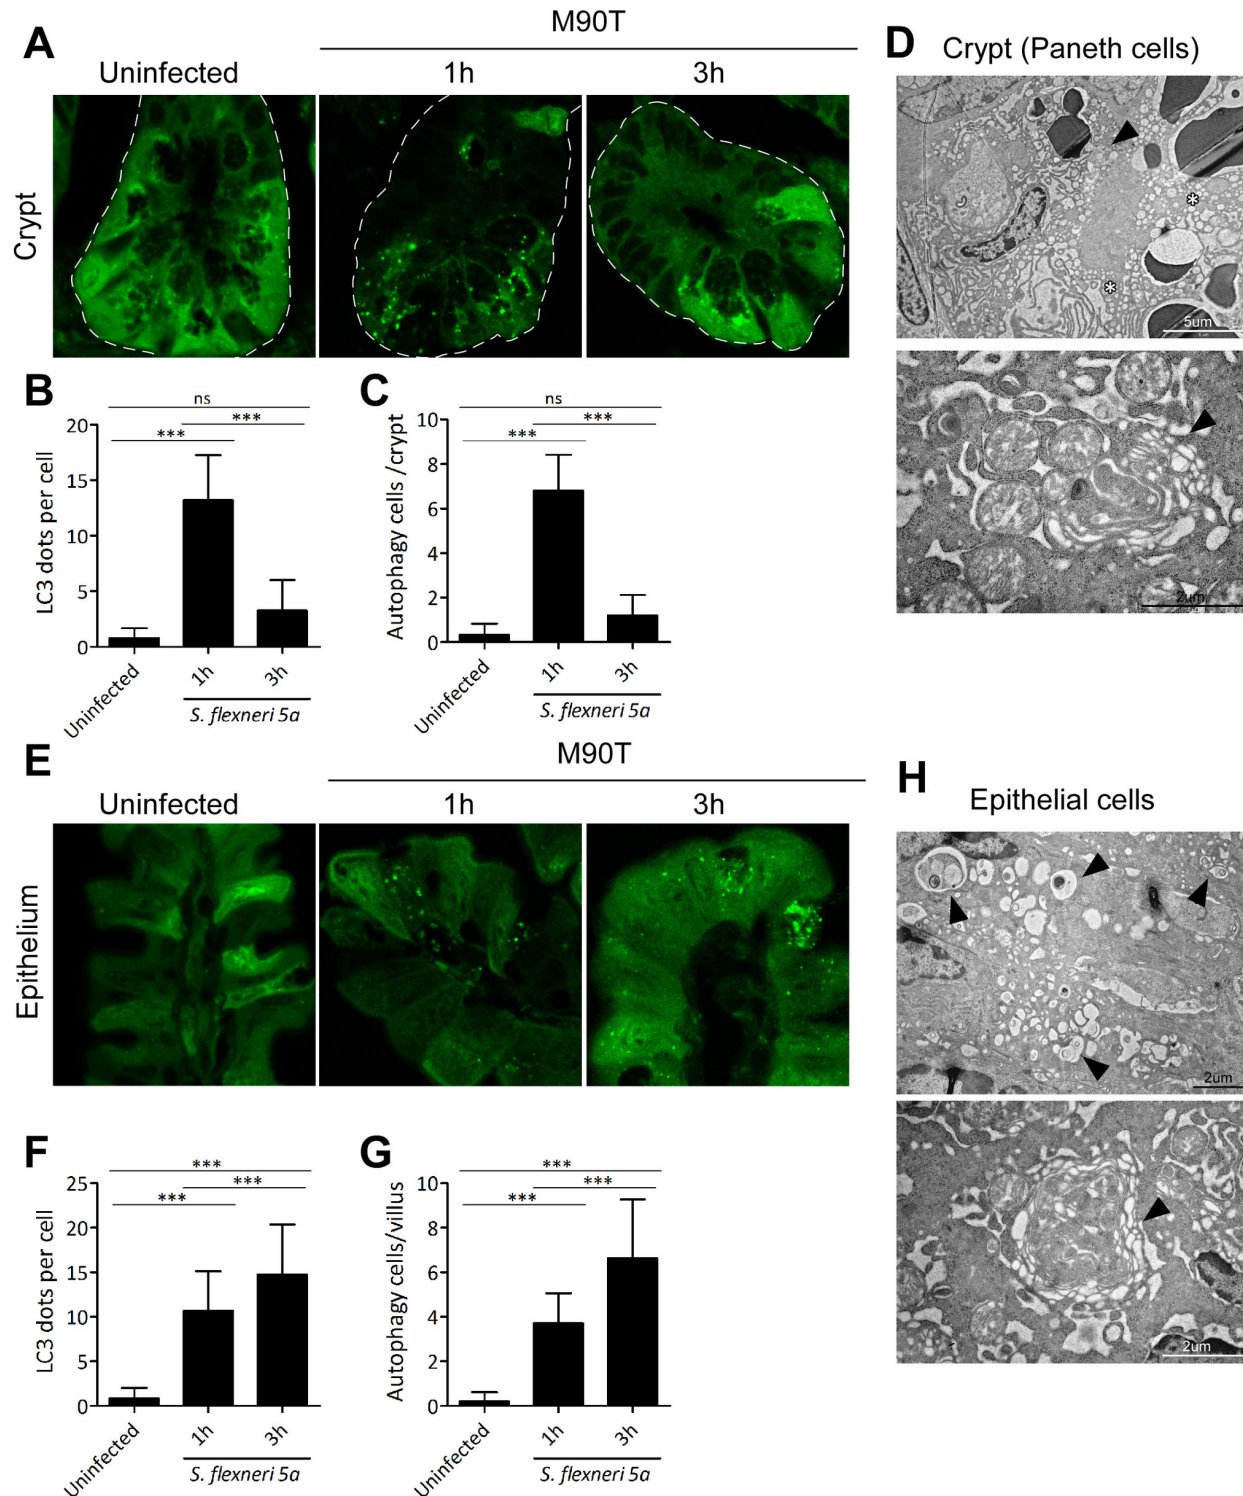 A
M90T
Uninfected
1h
3h
Crypt
D
Crypt (Paneth cells)
*
*
5um
2um
B
ns
***
***
20
15
10
5
0
LC3 dots per cell
Uninfected
1h
3h
S. flexneri 5a
C
ns
***
***
10
8
6
4
2
0
Autophagy cells /crypt
Uninfected
1h
3h
S. flexneri 5a
E
M90T
Uninfected
1h
3h
Epithelium
H
Epithelial cells
2um
2um
F
***
***
***
25
20
15
10
5
0
LC3 dots per cell
Uninfected
1h
3h
S. flexneri 5a
G
***
***
***
10
8
6
4
2
0
Autophagy cells/villus
Uninfected
1h
3h
S. flexneri 5a